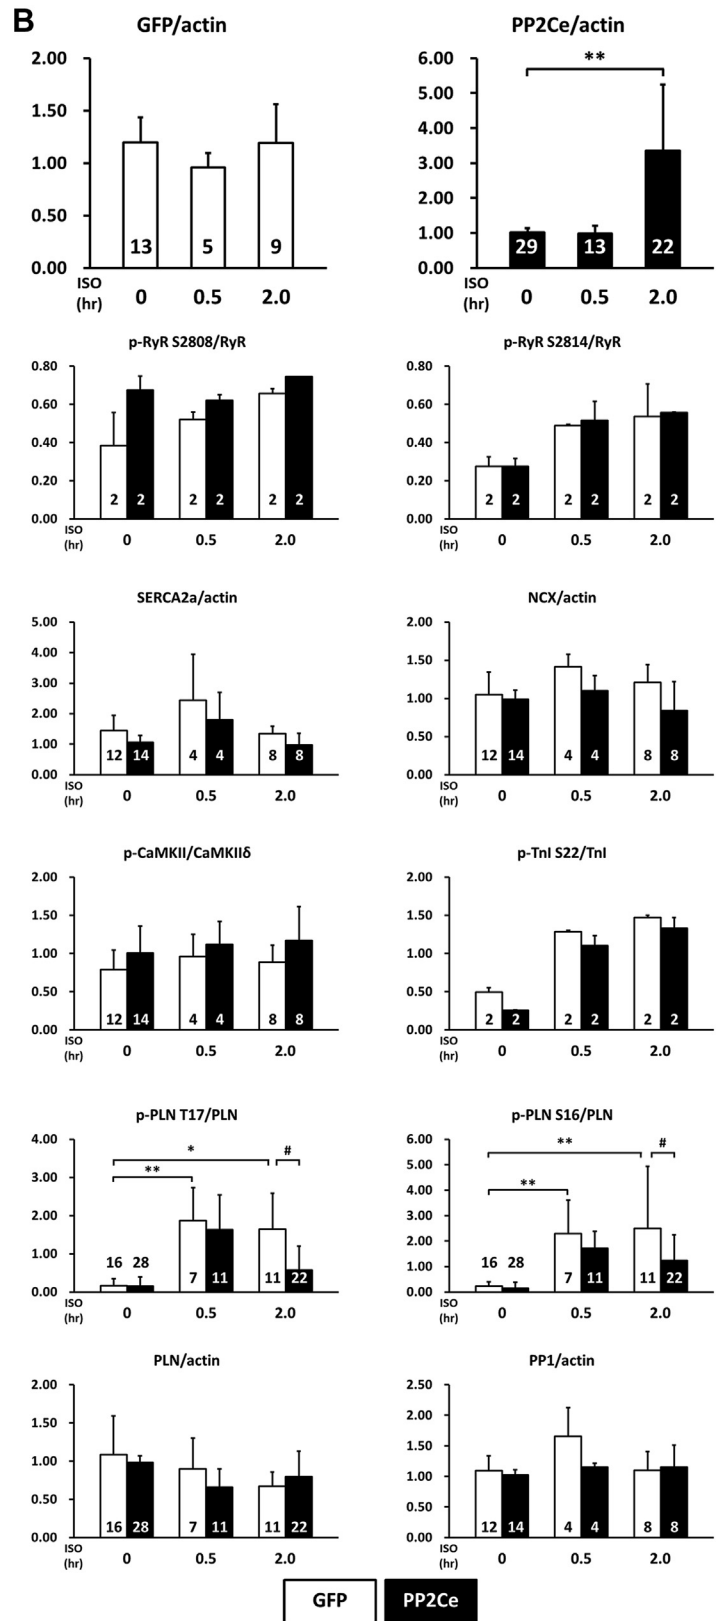 B
GFP/actin PP2Ce/actin
2.00 6.00
**
5.00
1.50
4.00
1.00 3.00
2.00
0.50
1.00
13 5 9 29 13 22
0.00 0.00
ISO (hr) 0 0.5 2.0 ISO (hr) 0 0.5 2.0
p-RyR S2808/RyR p-RyR S2814/RyR
0.80 0.80
0.60 0.60
0.40 0.40
0.20 0.20
2 2 2 2 2 2 2 2 2 2 2 2
0.00 0.00
ISO (hr) 0 0.5 2.0 ISO (hr) 0 0.5 2.0
SERCA2a/actin NCX/actin
5.00 2.00
4.00
1.50
3.00
1.00
2.00
0.50
1.00
12 14 4 4 8 8 12 14 4 4 8 8
0.00 0.00
ISO (hr) 0 0.5 2.0 ISO (hr) 0 0.5 2.0
p-CaMKII/CaMKIIδ p-TnI S22/TnI
2.00 2.00
1.50 1.50
1.00 1.00
0.50 0.50
12 14 4 4 8 8 2 2 2 2 2 2
0.00 0.00
ISO (hr) 0 0.5 2.0 ISO (hr) 0 0.5 2.0
p-PLN T17/PLN p-PLN S16/PLN
4.00 6.00
* # ** #
5.00
** **
3.00
4.00
2.00 3.00
2.00
1.00
16 28 16 28
1.00
7 11 11 22 7 11 11 22
0.00 0.00
ISO (hr) 0 0.5 2.0 ISO (hr) 0 0.5 2.0
PLN/actin PP1/actin
2.00 2.50
2.00
1.50
1.50
1.00
1.00
0.50
0.50
16 28 7 11 11 22 12 14 4 4 8 8
0.00 0.00
ISO (hr) 0 0.5 2.0 ISO (hr) 0 0.5 2.0
GFP PP2Ce